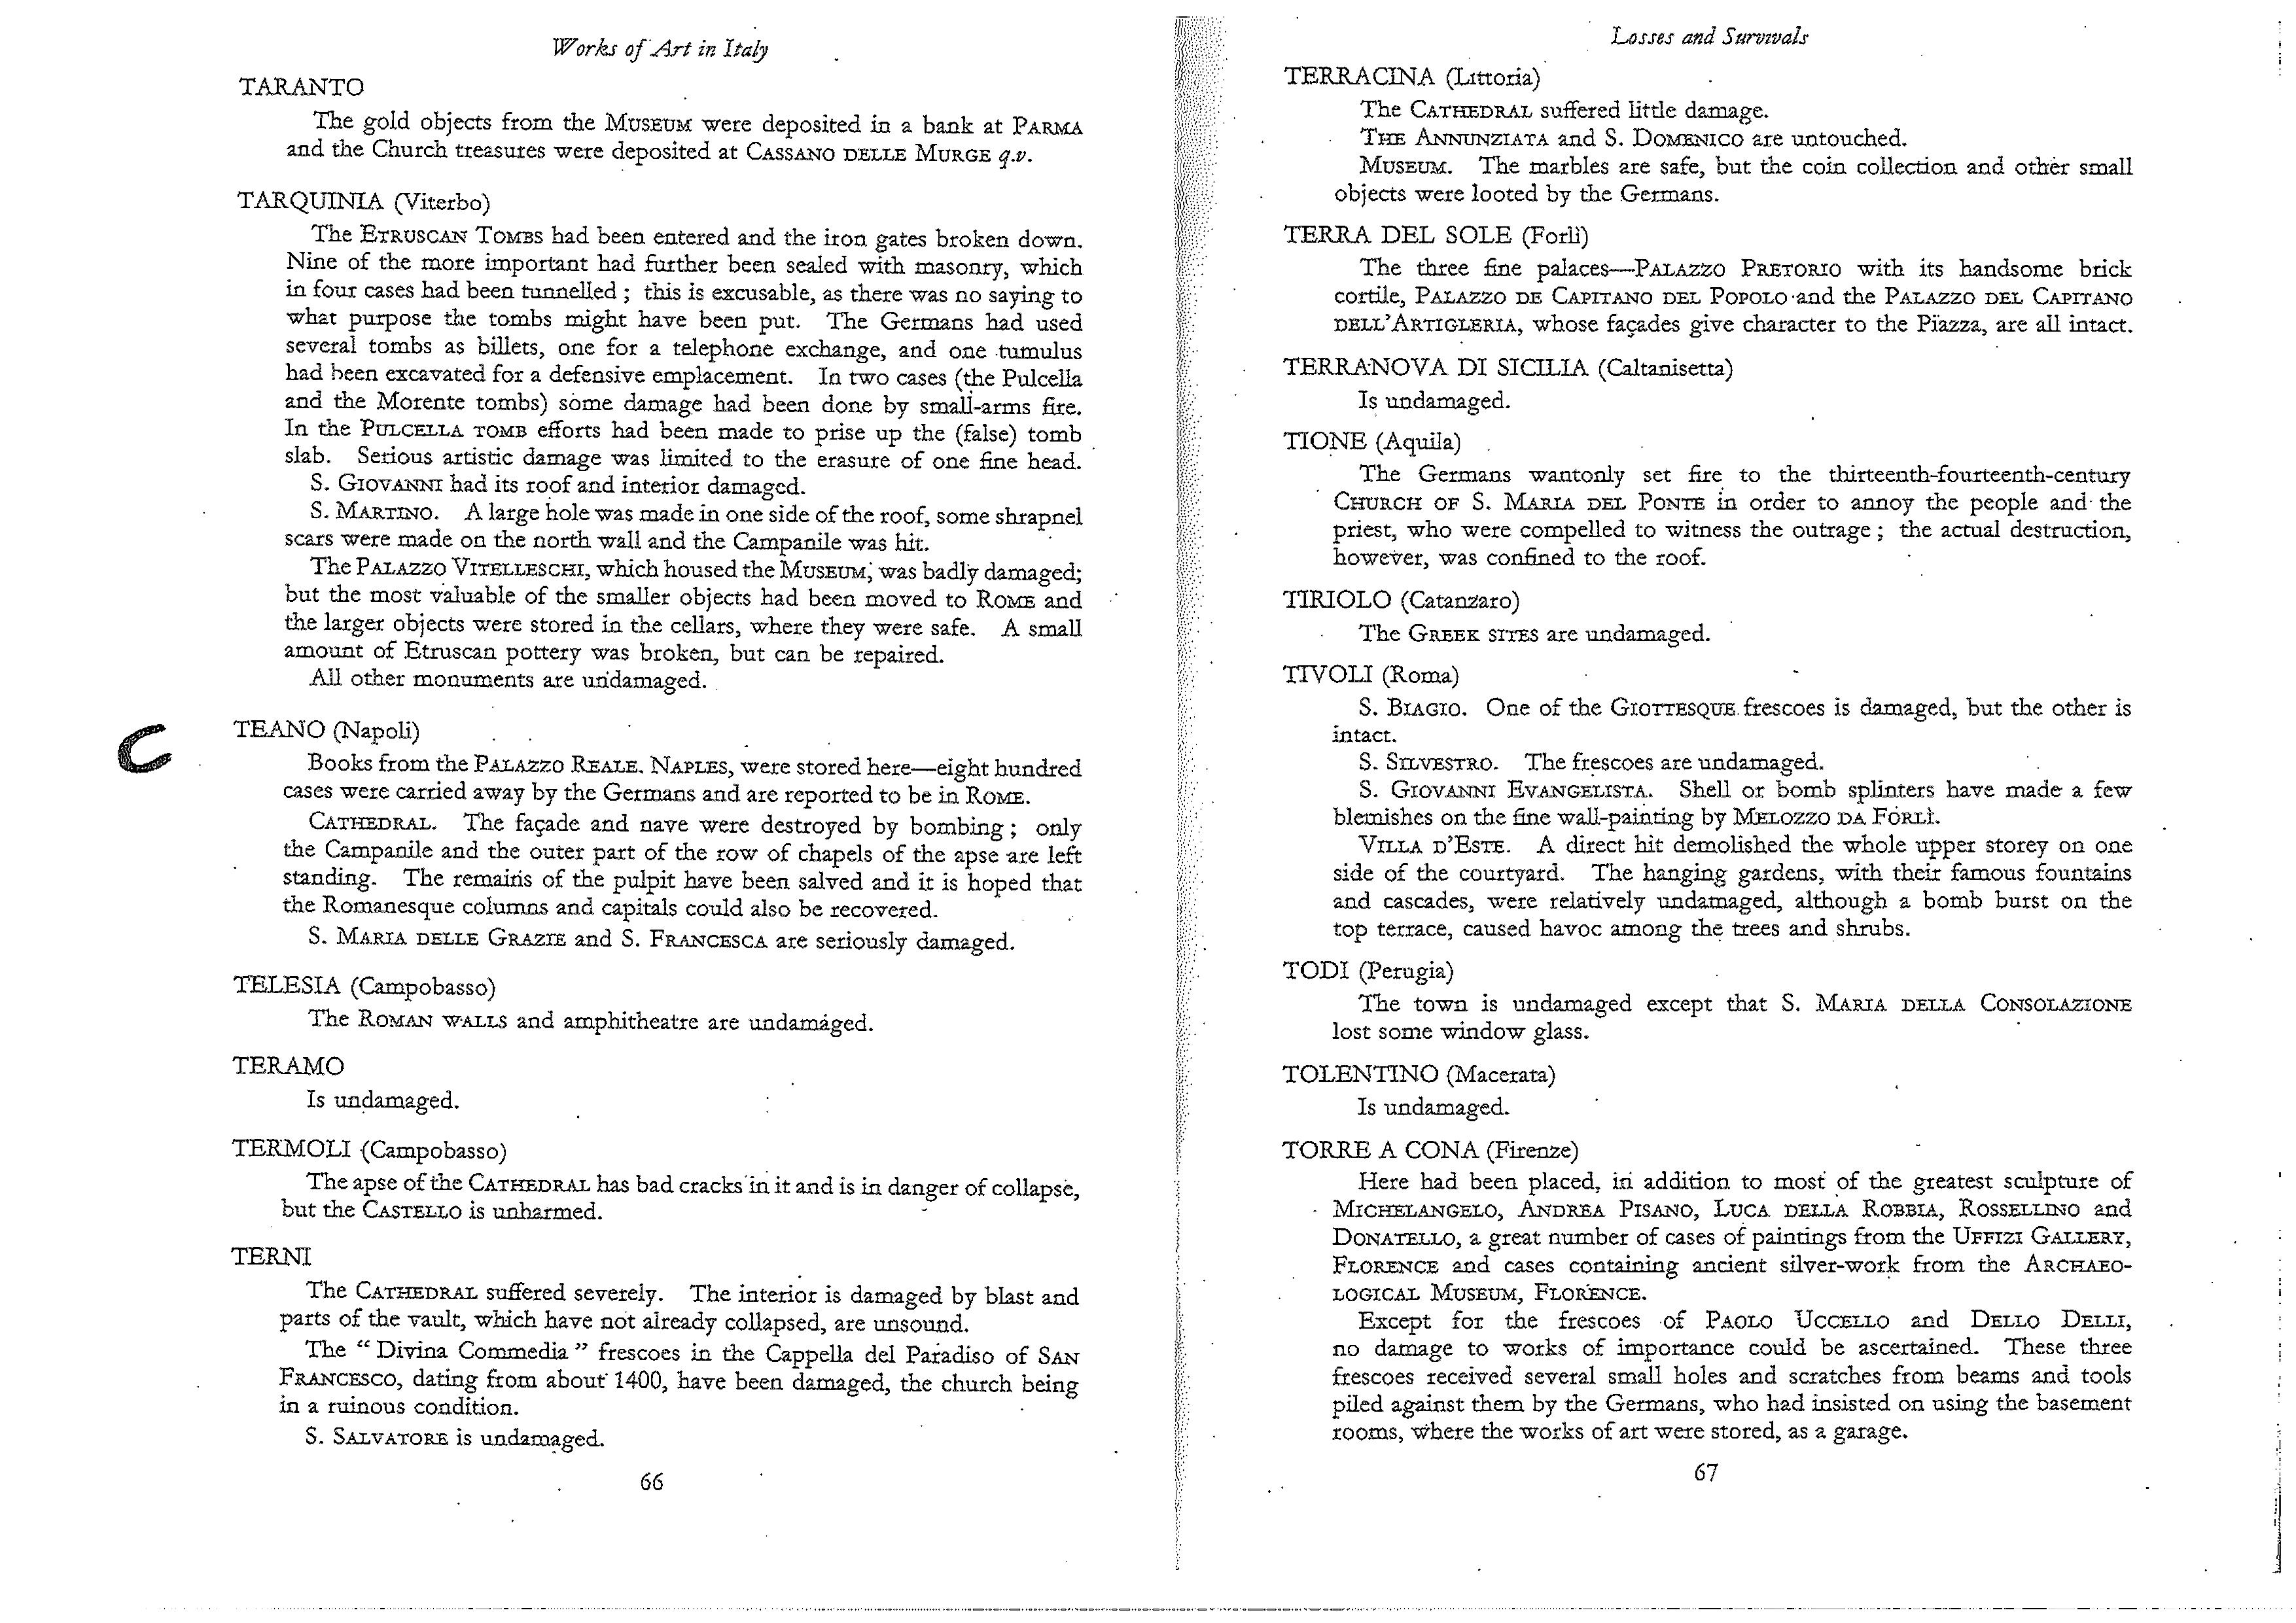 Works of Art in Italy
TARANTO
The gold objects from the MUSEUM were deposited in a bank at PARMA
and the Church treasures were deposited at CASSANO DELLE MURGE q.v.
TARQUINIA (Viterbo)
The ETRUSCAN TOMBS had been entered and the iron gates broken down.
Nine of the more important had further been sealed with masonry, which
in four cases had been tunnelled ; this is excusable, as there was no saying to
what purpose the tombs might have been put. The Germans had used
several tombs as billets, one for a telephone exchange, and one tumulus
had been excavated for a defensive emplacement. In two cases (the Pulcella
and the Morente tombs) some damage had been done by small-arms fire.
In the PULCELLA TOMB efforts had been made to prise up the (false) tomb
slab. Serious artistic damage was limited to the erasure of one fine head.
S. GIOVANNI had its roof and interior damaged.
S. MARTINO. A large hole was made in one side of the roof, some shrapnel
scars were made on the north wall and the Campanile was hit.
The PALAZZO VITELLESCHI, which housed the MUSEUM, was badly damaged;
but the most valuable of the smaller objects had been moved to ROME and
the larger objects were stored in the cellars, where they were safe. A small
amount of Etruscan pottery was broken, but can be repaired.
All other monuments are undamaged.
C
TEANO (Napoli)
Books from the PALAZZO REALE. NAPLES, were stored here—eight hundred
cases were carried away by the Germans and are reported to be in ROME.
CATHEDRAL. The façade and nave were destroyed by bombing ; only
the Campanile and the outer part of the row of chapels of the apse are left
standing. The remains of the pulpit have been salved and it is hoped that
the Romanesque columns and capitals could also be recovered.
S. MARIA DELLE GRAZIE and S. FRANCESCA are seriously damaged.
TELESIA (Campobasso)
The ROMAN WALLS and amphitheatre are undamaged.
TERAMO
Is undamaged.
TERMOLI (Campobasso)
The apse of the CATHEDRAL has bad cracks in it and is in danger of collapse,
but the CASTELLO is unharmed.
TERNI
The CATHEDRAL suffered severely. The interior is damaged by blast and
parts of the vault, which have not already collapsed, are unsound.
The “ Divina Commedia ” frescoes in the Cappella del Paradiso of SAN
FRANCESCO, dating from about 1400, have been damaged, the church being
in a ruinous condition.
S. SALVATORE is undamaged.
66
Losses and Survivals
TERRACINA (Littoria)
The CATHEDRAL suffered little damage.
THE ANNUNZIATA and S. DOMENICO are untouched.
MUSEUM. The marbles are safe, but the coin collection and other small
objects were looted by the Germans.
TERRA DEL SOLE (Forlì)
The three fine palaces—PALAZZO PRETORIO with its handsome brick
cortile, PALAZZO DE CAPITANO DEL POPOLO and the PALAZZO DEL CAPITANO
DELL'ARTIGLERIA, whose façades give character to the Piazza, are all intact.
TERRANOVA DI SICILIA (Caltanisetta)
Is undamaged.
TIONE (Aquila)
The Germans wantonly set fire to the thirteenth-fourteenth-century
CHURCH OF S. MARIA DEL PONTE in order to annoy the people and the
priest, who were compelled to witness the outrage ; the actual destruction,
however, was confined to the roof.
TIRIOLO (Catanzaro)
The GREEK SITES are undamaged.
TIVOLI (Roma)
S. BIAGIO. One of the GIOTTESQUE frescoes is damaged, but the other is
intact.
S. SILVESTRO. The frescoes are undamaged.
S. GIOVANNI EVANGELISTA. Shell or bomb splinters have made a few
blemishes on the fine wall-painting by MELOZZO DA FORLÌ.
VILLA D'ESTE. A direct hit demolished the whole upper storey on one
side of the courtyard. The hanging gardens, with their famous fountains
and cascades, were relatively undamaged, although a bomb burst on the
top terrace, caused havoc among the trees and shrubs.
TODI (Perugia)
The town is undamaged except that S. MARIA DELLA CONSOLAZIONE
lost some window glass.
TOLENTINO (Macerata)
Is undamaged.
TORRE A CONA (Firenze)
Here had been placed, in addition to most of the greatest sculpture of
MICHELANGELO, ANDREA PISANO, LUCA DELLA ROBBIA, ROSSELLINO and
DONATELLO, a great number of cases of paintings from the UFFIZI GALLERY,
FLORENCE and cases containing ancient silver-work from the ARCHAEO-
LOGICAL MUSEUM, FLORENCE.
Except for the frescoes of PAOLO UCCELLO and DELLO DELLI,
no damage to works of importance could be ascertained. These three
frescoes received several small holes and scratches from beams and tools
piled against them by the Germans, who had insisted on using the basement
rooms, where the works of art were stored, as a garage.
67